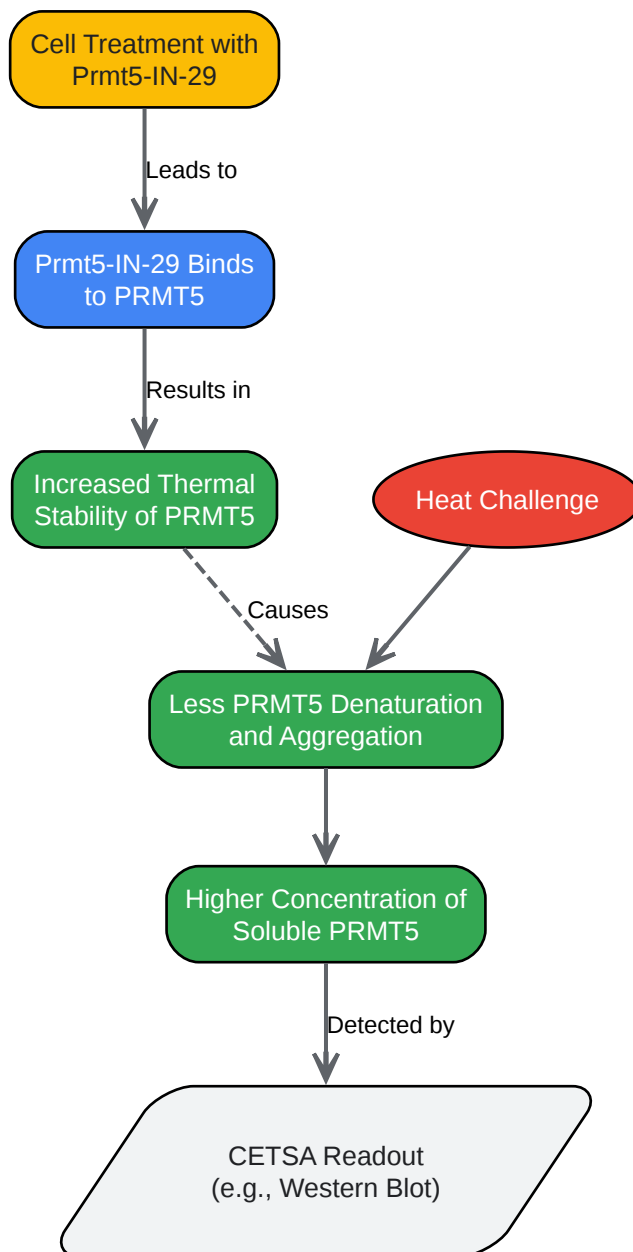 Cell Treatment with
Prmt5-IN-29
Leads to
Prmt5-IN-29 Binds
to PRMT5
Results in
Increased Thermal
Stability of PRMT5
Heat Challenge
Causes
Less PRMT5 Denaturation
and Aggregation
Higher Concentration of
Soluble PRMT5
Detected by
CETSA Readout
(e.g., Western Blot)